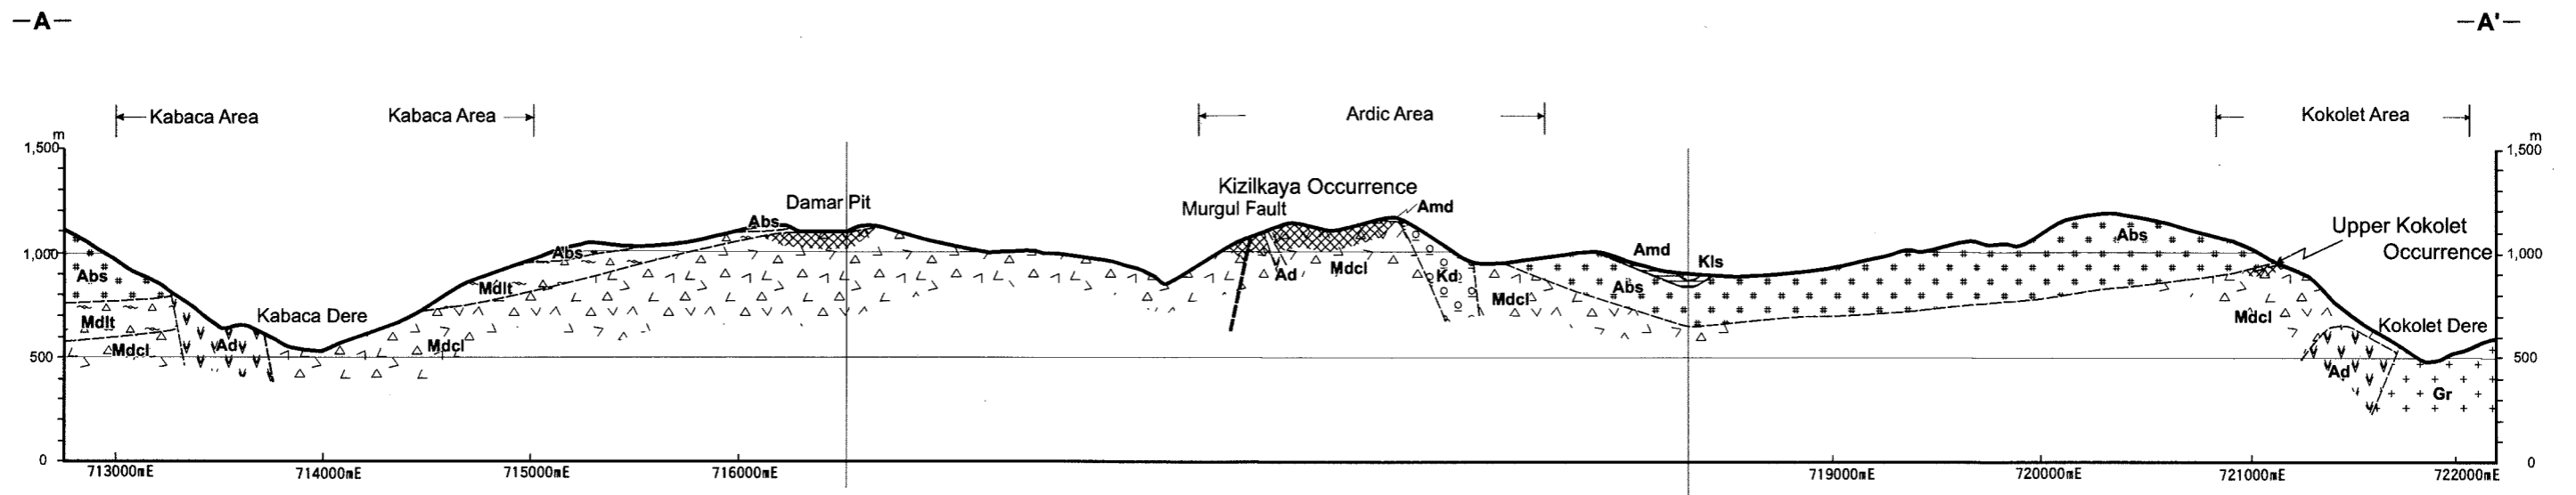 —A—
—A'—
Kabaca Area
Kabaca Area
Ardic Area
Kokolet Area
m
m
1,500
1,500
Kizilkaya Occurrence
Damar Pit
Murgul Fault
Amd
Abs
Upper Kokolet
Occurrence
Abs
Amd
Kls
1,000
1,000
Abs
Abs
Ad
Mdcl
Kd
Abs
Mdlt
Mdcl
Kabaca Dere
Mdcl
Kokolet Dere
Mdlt
Mdcl
Ad
Mdcl
500
500
Ad
Gr
0
0
713000mE
714000mE
715000mE
716000mE
719000mE
720000mE
721000mE
722000mE